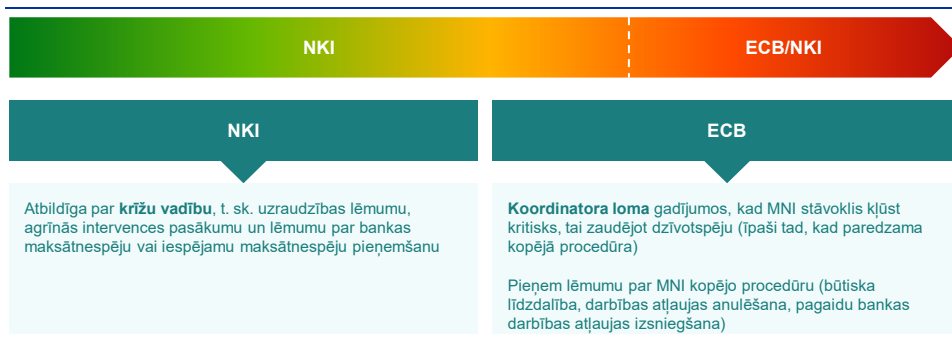 NKI
ECB/NKI
NKI
Atbildīga par krīžu vadību, t. sk. uzraudzības lēmumu,
agrīnās intervences pasākumu un lēmumu par bankas
maksātnespēju vai iespējamu maksātnespēju pieņemšanu
ECB
Koordinatora loma gadījumos, kad MNI stāvoklis kļūst
kritisks, tai zaudējot dzīvotspēju (īpaši tad, kad paredzama
kopējā procedūra)
Pieņem lēmumu par MNI kopējo procedūru (būtiska
līdzdalība, darbības atļaujas anulēšana, pagaidu bankas
darbības atļaujas izsniegšana)